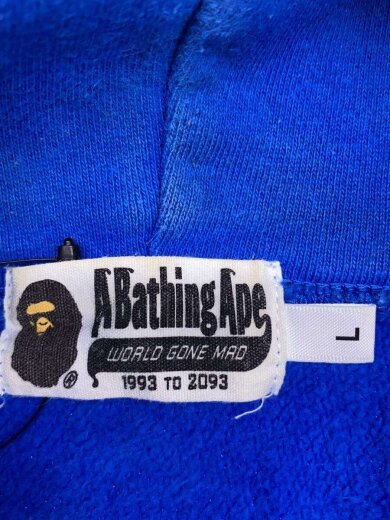 A Bathing Ape
WORLD GONE MAD
1993 TO 2093
®
L